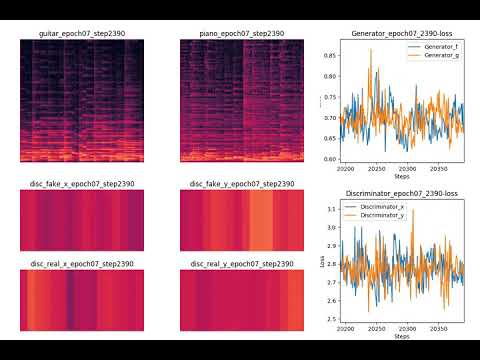 guitar_epoch07_step2390
piano_epoch07_step2390
Generator_epoch07_2390-loss
Generator_f
Generator_g
0.85
0.80
0.75
0.70
0.65
0.60
20200 20250 20300 20350
Steps
disc_fake_x_epoch07_step2390
disc_fake_y_epoch07_step2390
Discriminator_epoch07_2390-loss
Discriminator_x
Discriminator_y
3.1
3.0
2.9
2.8
2.7
2.6
2.5
Loss
20200 20250 20300 20350
Steps
disc_real_x_epoch07_step2390
disc_real_y_epoch07_step2390